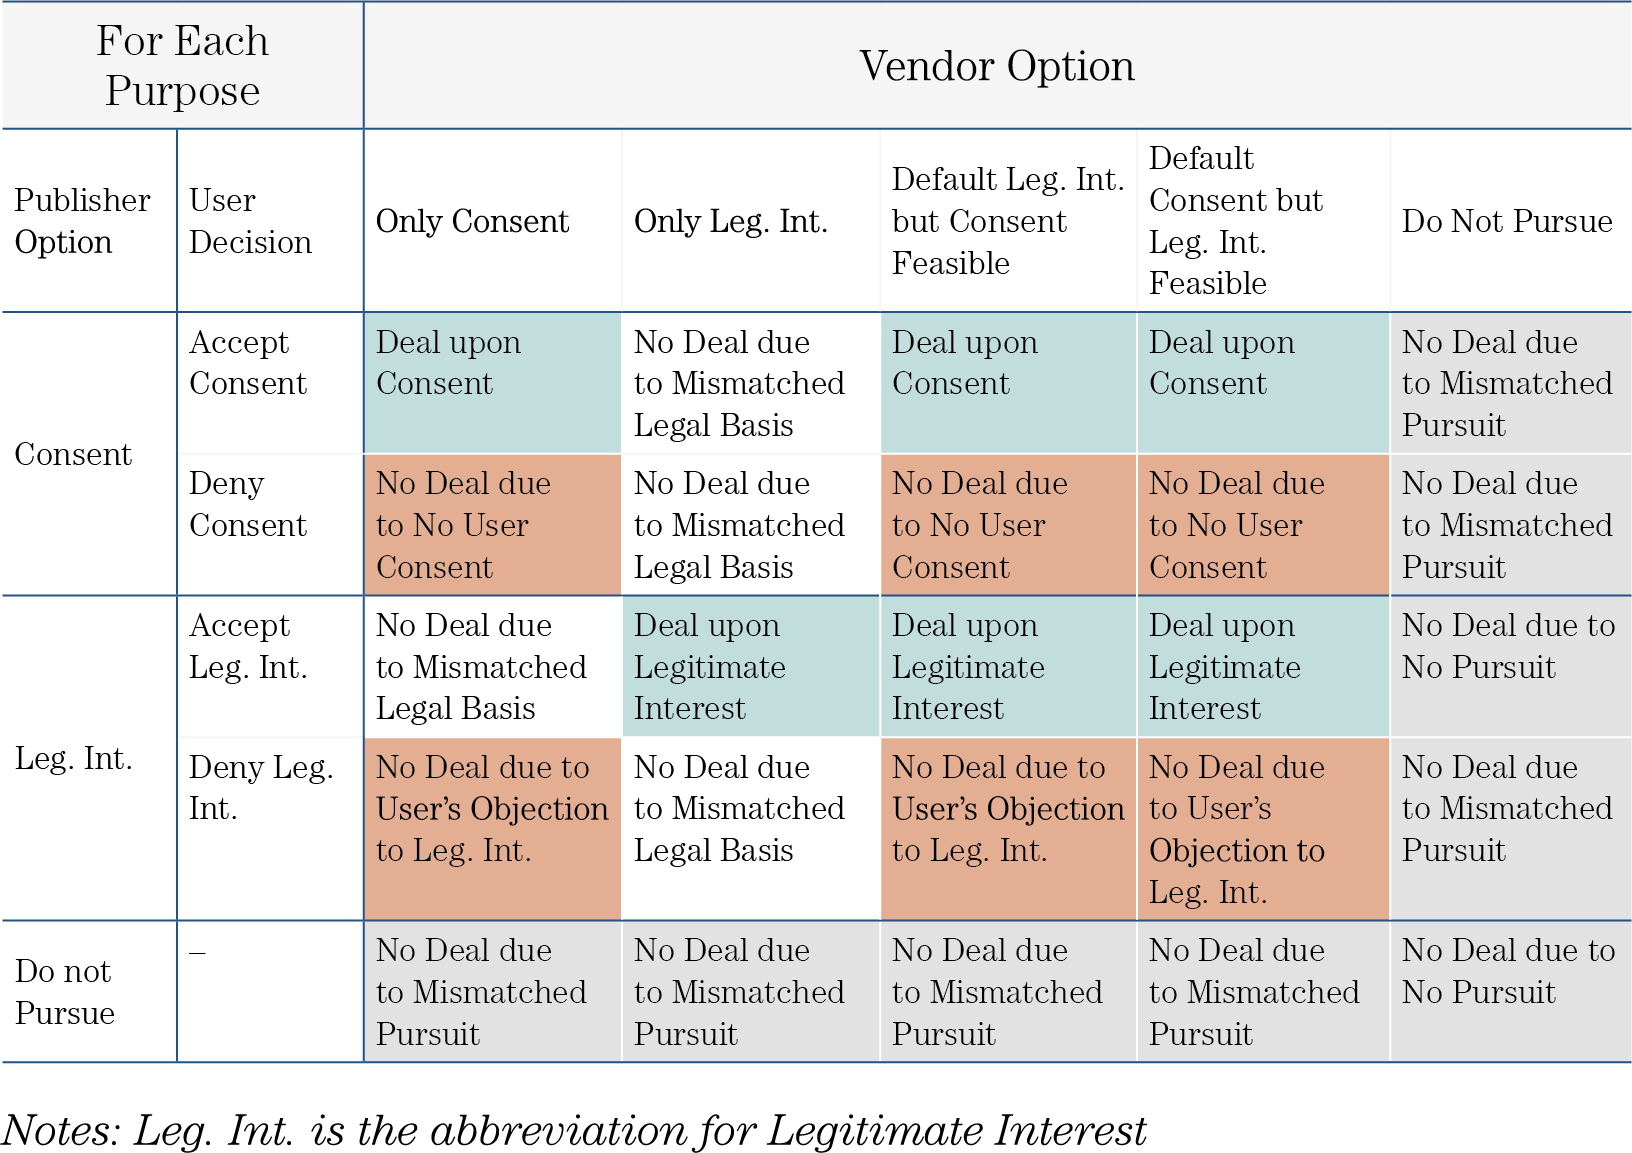 For Each
Purpose
Vendor Option
Publisher
Option
User
Decision
Only Consent
Only Leg. Int.
Default Leg. Int.
but Consent
Feasible
Default
Consent but
Leg. Int.
Feasible
Do Not Pursue
Consent
Accept
Consent
Deal upon
Consent
No Deal due
to Mismatched
Legal Basis
Deal upon
Consent
Deal upon
Consent
No Deal due
to Mismatched
Pursuit
Deny
Consent
No Deal due
to No User
Consent
No Deal due
to Mismatched
Legal Basis
No Deal due
to No User
Consent
No Deal due
to No User
Consent
No Deal due
to Mismatched
Pursuit
Leg. Int.
Accept
Leg. Int.
No Deal due
to Mismatched
Legal Basis
Deal upon
Legitimate
Interest
Deal upon
Legitimate
Interest
Deal upon
Legitimate
Interest
No Deal due to
No Pursuit
Deny Leg.
Int.
No Deal due to
User’s Objection
to Leg. Int.
No Deal due
to Mismatched
Legal Basis
No Deal due to
User’s Objection
to Leg. Int.
No Deal due
to User’s
Objection to
Leg. Int.
No Deal due
to Mismatched
Pursuit
Do not
Pursue
–
No Deal due
to Mismatched
Pursuit
No Deal due
to Mismatched
Pursuit
No Deal due
to Mismatched
Pursuit
No Deal due
to Mismatched
Pursuit
No Deal due to
No Pursuit
Notes: Leg. Int. is the abbreviation for Legitimate Interest